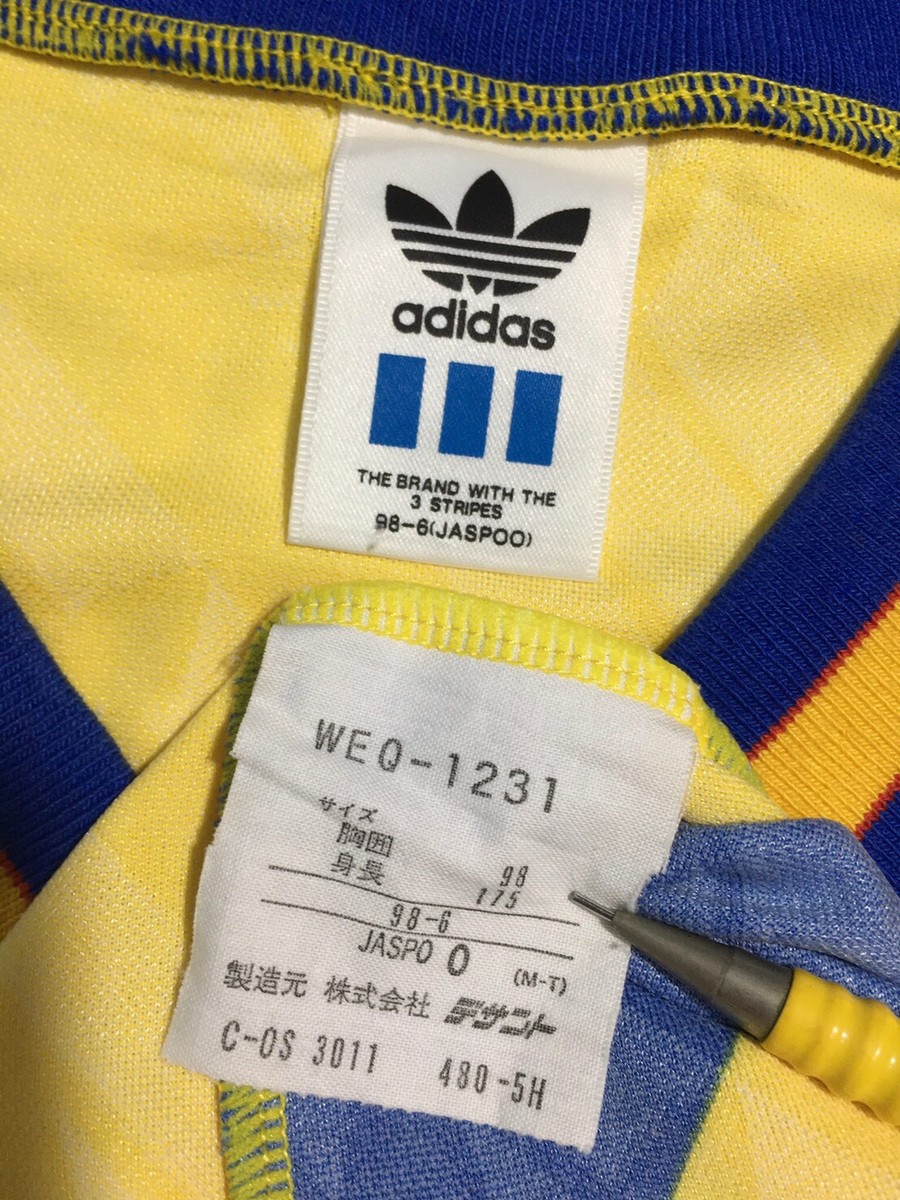 adidas
THE BRAND WITH THE
3 STRIPES
98-6(JASPOO)
WEQ-1231
サイズ
胸囲 98
身長 175
98-6
JASPO O (M-T)
製造元 株式会社 デサント
C-OS 3011 480-5H